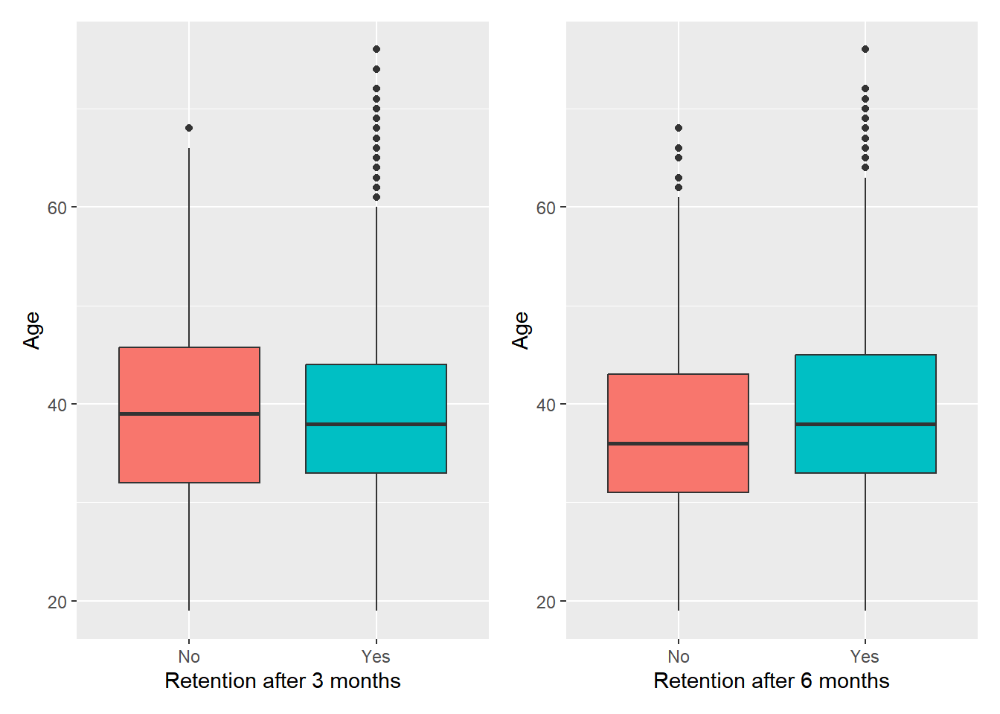 Age
60
40
20
No Yes
Retention after 3 months
Age
60
40
20
No Yes
Retention after 6 months